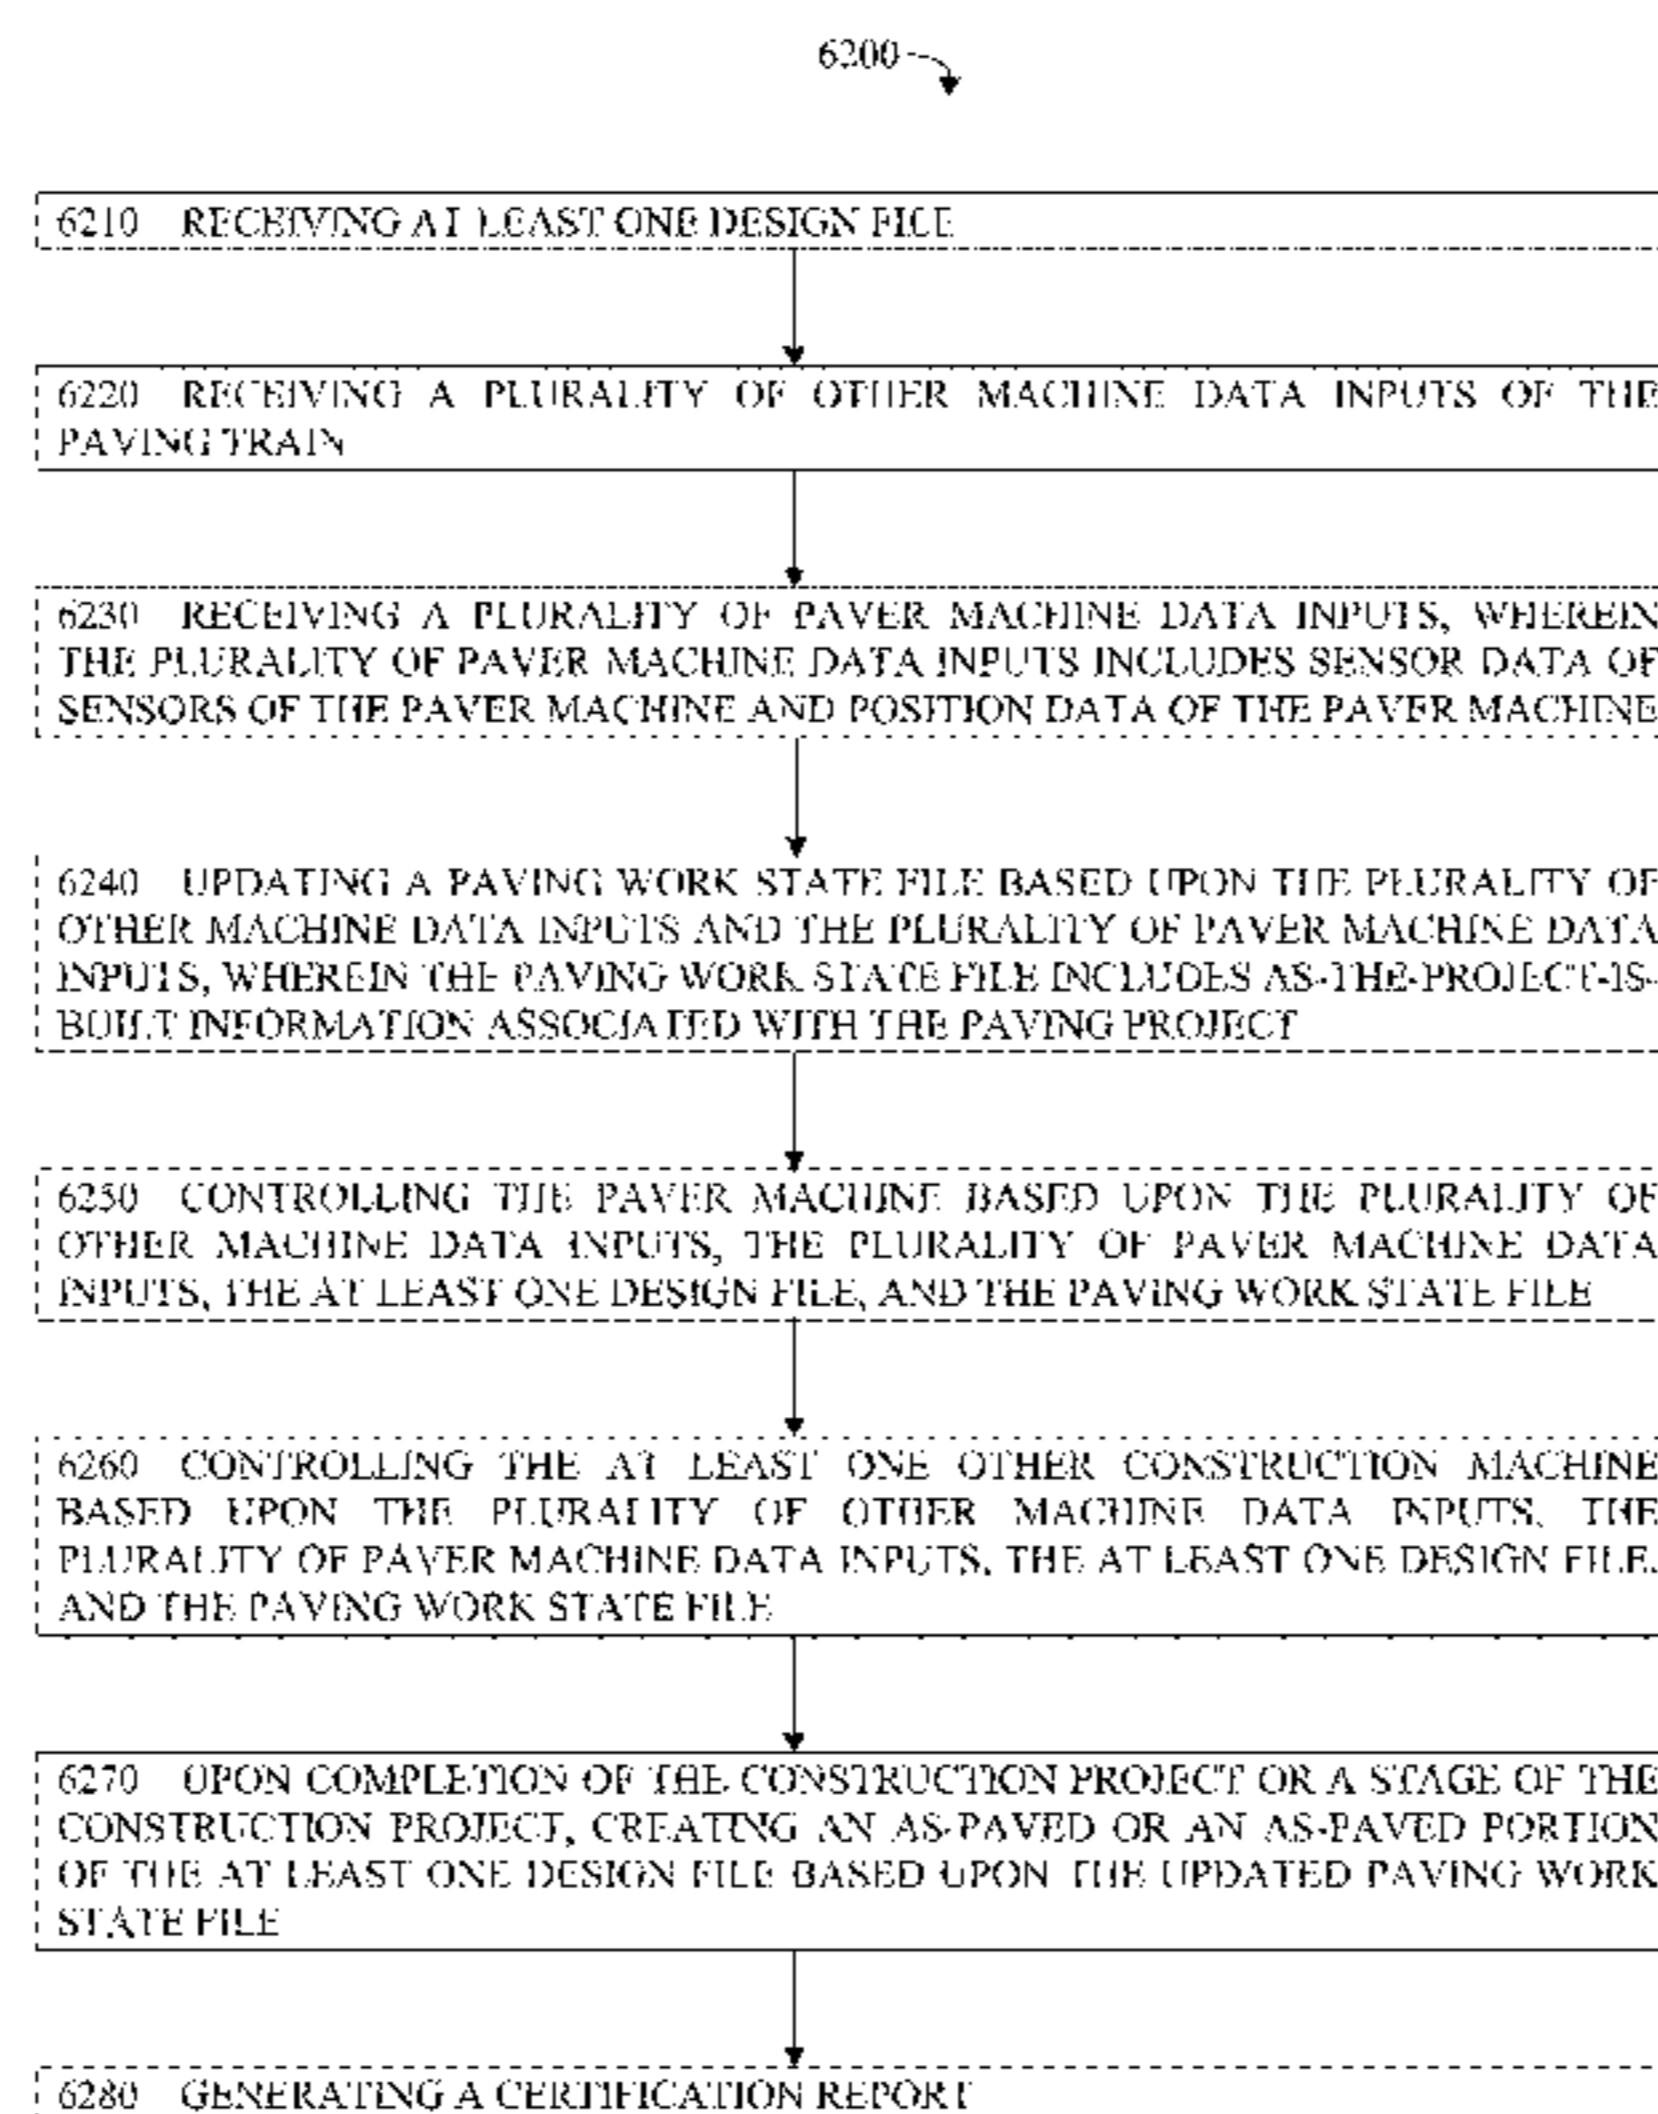 6200
6210 RECEIVING AT LEAST ONE DESIGN FILE
6220 RECEIVING A PLURALITY OF OTHER MACHINE DATA INPUTS OF THE
PAVING TRAIN
6230 RECEIVING A PLURALITY OF PAVER MACHINE DATA INPUTS, WHEREIN
THE PLURALITY OF PAVER MACHINE DATA INPUTS INCLUDES SENSOR DATA OF
SENSORS OF THE PAVER MACHINE AND POSITION DATA OF THE PAVER MACHINE
6240 UPDATING A PAVING WORK STATE FILE BASED UPON THE PLURALITY OF
OTHER MACHINE DATA INPUTS AND THE PLURALITY OF PAVER MACHINE DATA
INPUTS, WHEREIN THE PAVING WORK STATE FILE INCLUDES AS-THE-PROJECT-IS-
BUILT INFORMATION ASSOCIATED WITH THE PAVING PROJECT
6250 CONTROLLING THE PAVER MACHINE BASED UPON THE PLURALITY OF
OTHER MACHINE DATA INPUTS, THE PLURALITY OF PAVER MACHINE DATA
INPUTS, THE AT LEAST ONE DESIGN FILE, AND THE PAVING WORK STATE FILE
6260 CONTROLLING THE AT LEAST ONE OTHER CONSTRUCTION MACHINE
BASED UPON THE PLURALITY OF OTHER MACHINE DATA INPUTS, THE
PLURALITY OF PAVER MACHINE DATA INPUTS, THE AT LEAST ONE DESIGN FILE,
AND THE PAVING WORK STATE FILE
6270 UPON COMPLETION OF THE CONSTRUCTION PROJECT OR A STAGE OF THE
CONSTRUCTION PROJECT, CREATING AN AS-PAVED OR AN AS-PAVED PORTION
OF THE AT LEAST ONE DESIGN FILE BASED UPON THE UPDATED PAVING WORK
STATE FILE
6280 GENERATING A CERTIFICATION REPORT